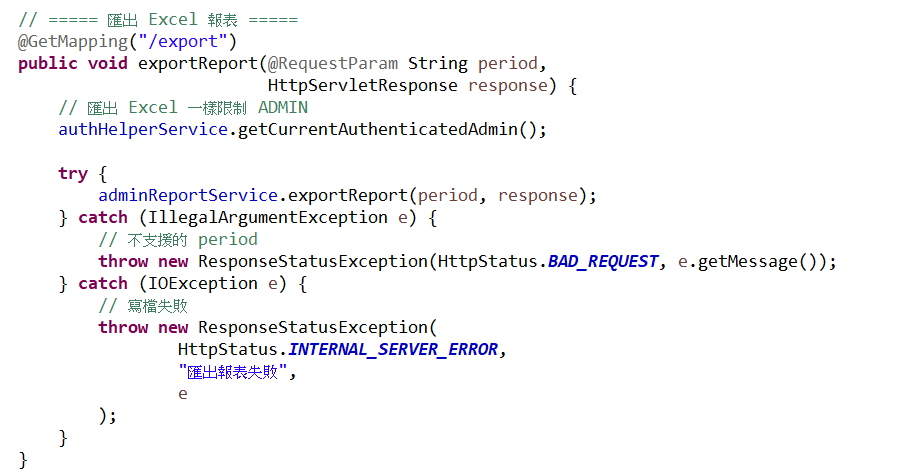 // ===== 匯出 Excel 報表 =====
@GetMapping("/export")
public void exportReport(@RequestParam String period,
                         HttpServletResponse response) {
    // 匯出 Excel 一樣限制 ADMIN
    authHelperService.getCurrentAuthenticatedAdmin();

    try {
        adminReportService.exportReport(period, response);
    } catch (IllegalArgumentException e) {
        // 不支援的 period
        throw new ResponseStatusException(HttpStatus.BAD_REQUEST, e.getMessage());
    } catch (IOException e) {
        // 寫檔失敗
        throw new ResponseStatusException(
                HttpStatus.INTERNAL_SERVER_ERROR,
                "匯出報表失敗",
                e
        );
    }
}